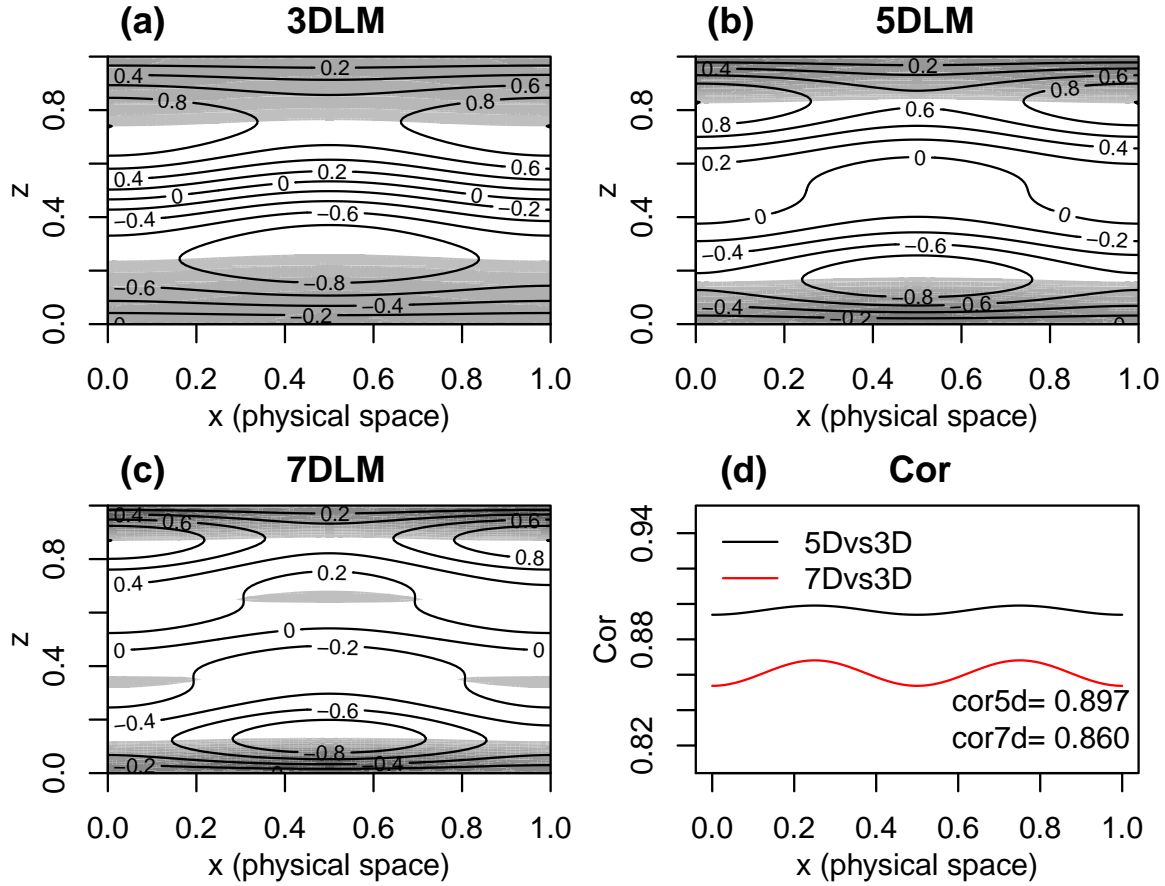 (a) 3DLM
0.2
0.4 0.6
0.8 0.8
0.6
0.4 0.2
0 0
−0.4 −0.2
−0.6
−0.8
−0.6
−0.4
−0.2
z
0.0 0.4 0.8
0.0 0.2 0.4 0.6 0.8 1.0
x (physical space)
(b) 5DLM
0.4 0.2 0.6
0.8 0.8
0.6
0.4
0.2
0
0 0
−0.4 −0.2
−0.6
−0.8
−0.4 −0.6
−0.2
z
0.0 0.4 0.8
0.0 0.2 0.4 0.6 0.8 1.0
x (physical space)
(c) 7DLM
0.4 0.2 0.6
0.6
0.8
0.4
0.2
0 0 0
−0.2
−0.4 −0.6
−0.8
−0.2 −0.4
z
0.0 0.4 0.8
0.0 0.2 0.4 0.6 0.8 1.0
x (physical space)
(d) Cor
5Dvs3D
7Dvs3D
cor5d= 0.897
cor7d= 0.860
Cor
0.82 0.88 0.94
0.0 0.2 0.4 0.6 0.8 1.0
x (physical space)